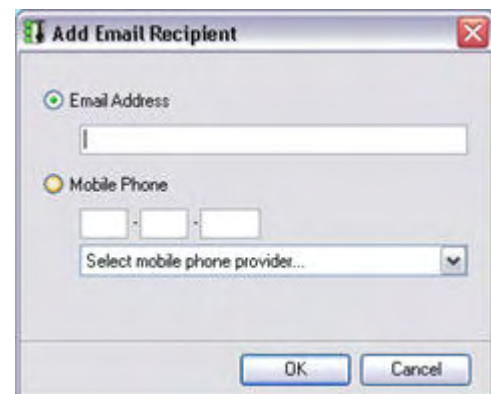 Add Email Recipient
Email Address
Mobile Phone
- -
Select mobile phone provider...
OK Cancel